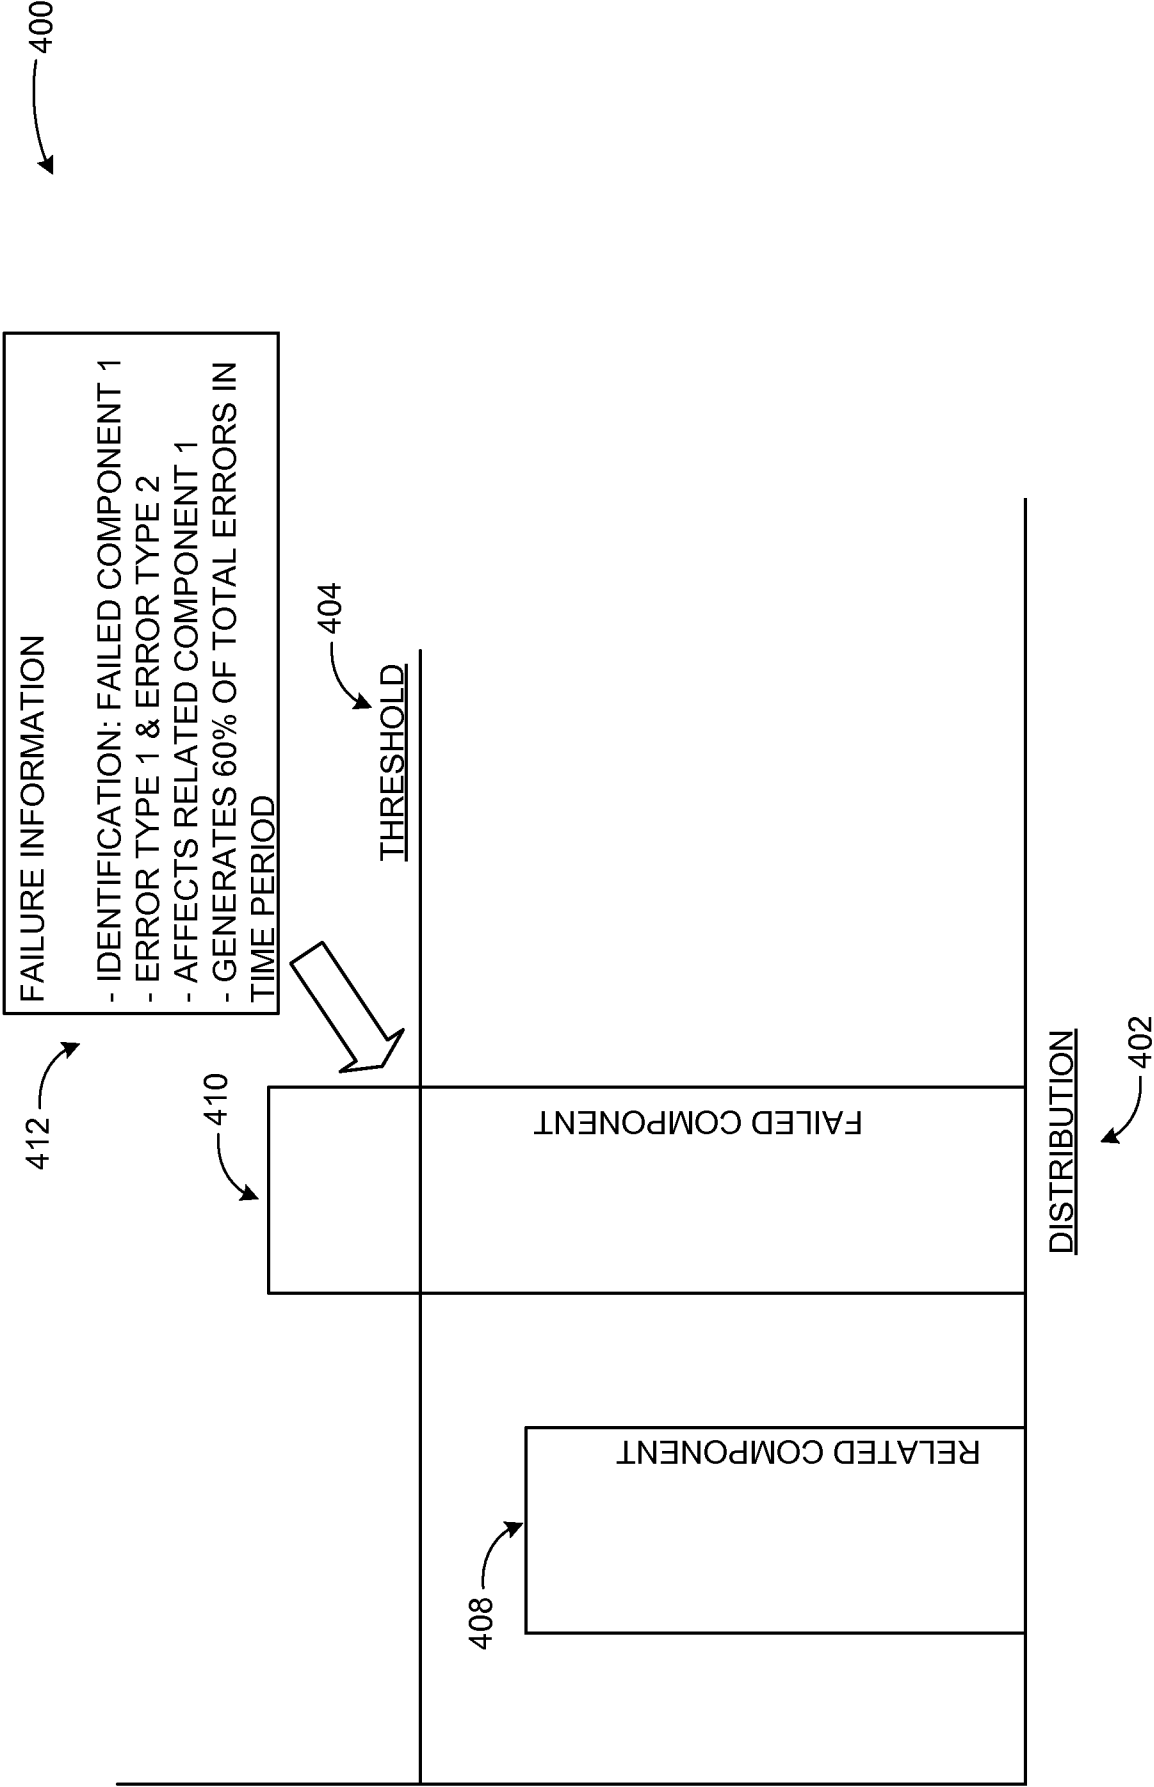 400
412
FAILURE INFORMATION
- IDENTIFICATION: FAILED COMPONENT 1
- ERROR TYPE 1 & ERROR TYPE 2
- AFFECTS RELATED COMPONENT 1
- GENERATES 60% OF TOTAL ERRORS IN
TIME PERIOD
410
404
THRESHOLD
408
RELATED COMPONENT
FAILED COMPONENT
DISTRIBUTION
402